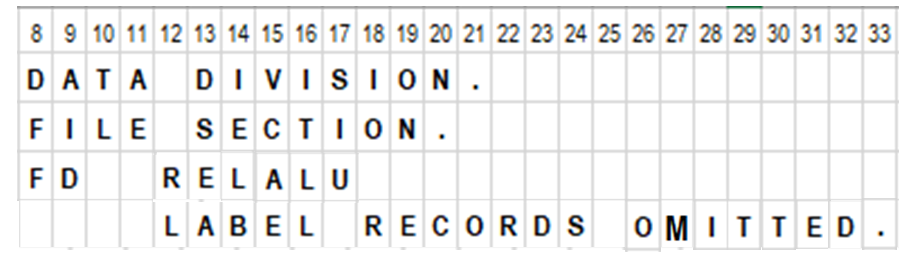 8 9 10 11 12 13 14 15 16 17 18 19 20 21 22 23 24 25 26 27 28 29 30 31 32 33
DATA DIVISION.
FILE SECTION.
FD  RELALU
    LABEL RECORDS OMITTED.